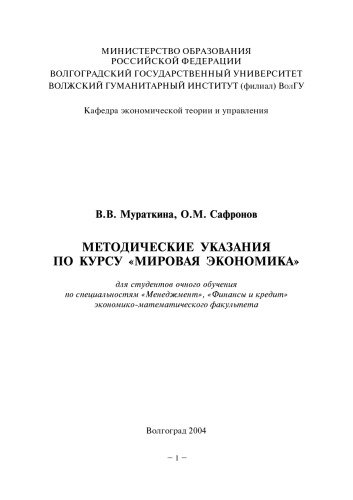 МИНИСТЕРСТВО ОБРАЗОВАНИЯ
РОССИЙСКОЙ ФЕДЕРАЦИИ
ВОЛГОГРАДСКИЙ ГОСУДАРСТВЕННЫЙ УНИВЕРСИТЕТ
ВОЛЖСКИЙ ГУМАНИТАРНЫЙ ИНСТИТУТ (филиал) ВолГУ
Кафедра экономической теории и управления
В.В. Мураткина, О.М. Сафронов
МЕТОДИЧЕСКИЕ УКАЗАНИЯ
ПО КУРСУ «МИРОВАЯ ЭКОНОМИКА»
для студентов очного обучения
по специальностям «Менеджмент», «Финансы и кредит»
экономико-математического факультета
Волгоград 2004
– 1 –